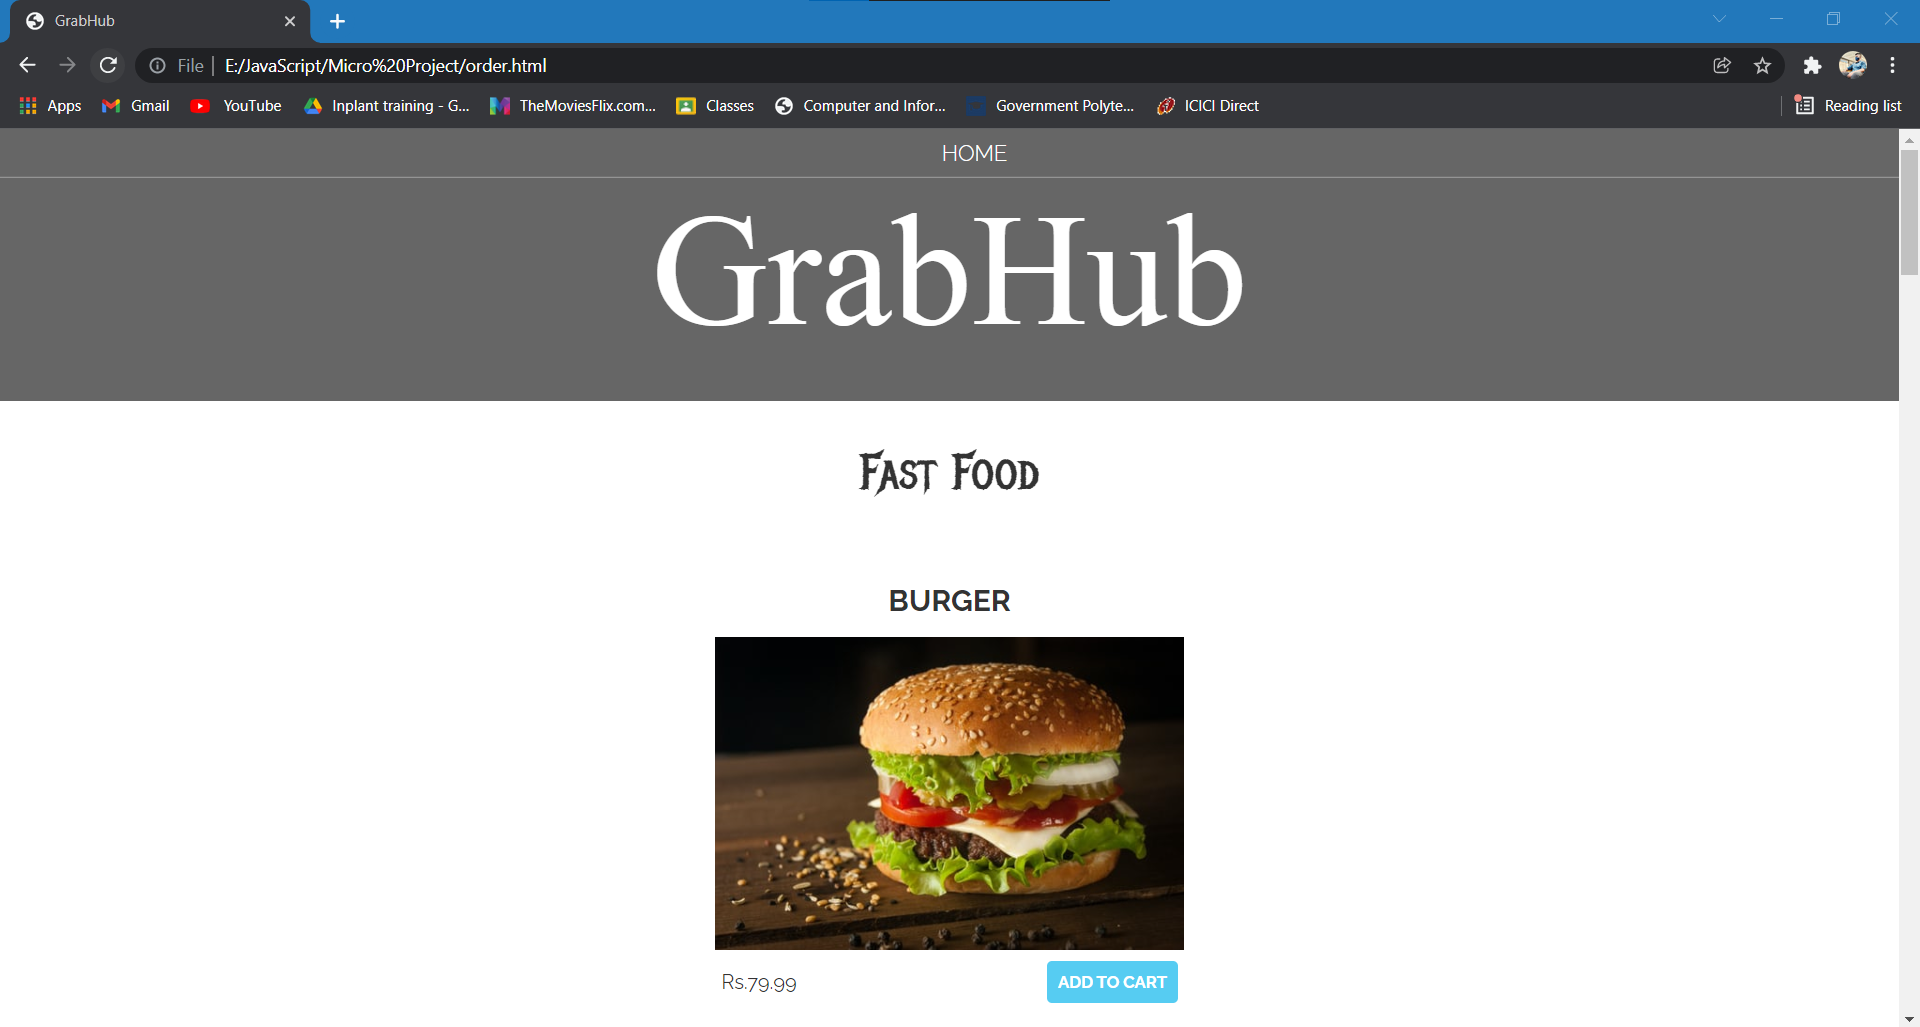 GrabHub
File | E:/JavaScript/Micro%20Project/order.html
Apps Gmail YouTube Inplant training - G... TheMoviesFlix.com... Classes Computer and Infor... Government Polyte... ICICI Direct Reading list
HOME
GrabHub
Fast Food
BURGER
Rs.79.99 ADD TO CART